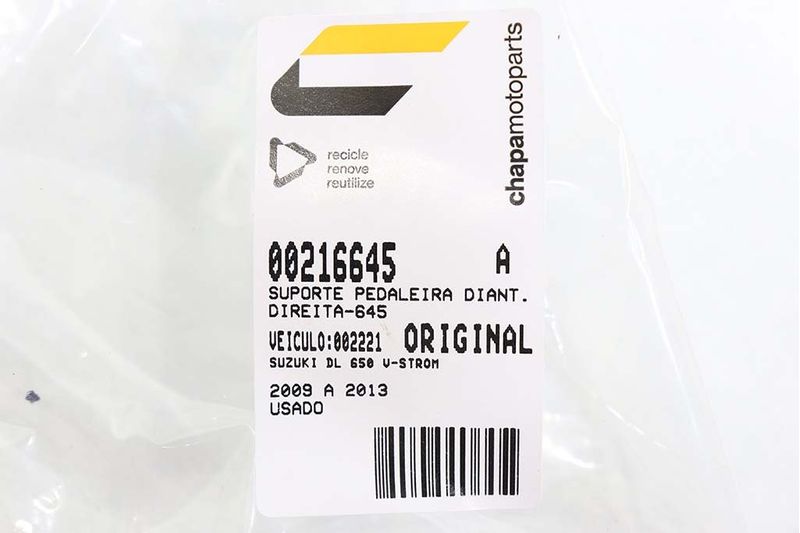 chapamotoparts
recicle
renove
reutilize
00216645 A
SUPORTE PEDALEIRA DIANT.
DIREITA-645
VEICULO:002221 ORIGINAL
SUZUKI DL 650 V-STROM
2009 A 2013
USADO